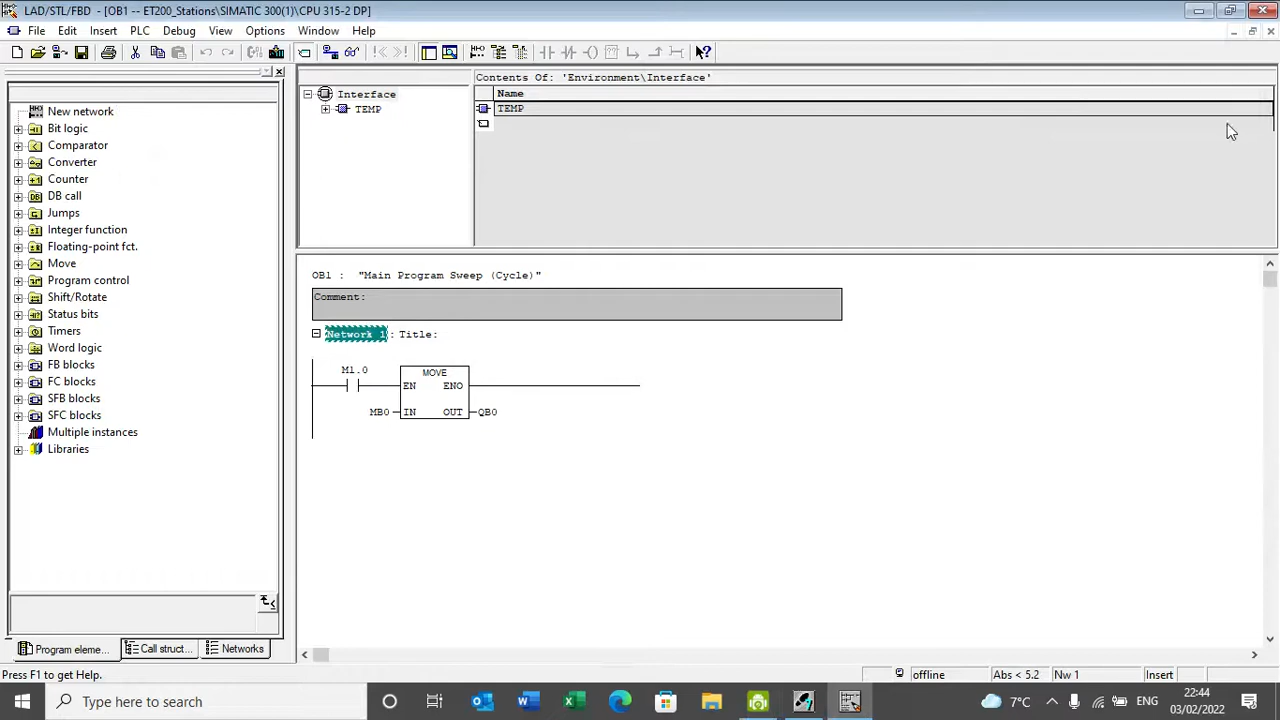 LAD/STL/FBD - [OB1 -- ET200_Stations\SIMATIC 300(1)\CPU 315-2 DP]
File Edit Insert PLC Debug View Options Window Help
Contents Of: 'Environment\Interface'
Interface
TEMP
Name
TEMP
New network
Bit logic
Comparator
Converter
Counter
DB call
Jumps
Integer function
Floating-point fct.
Move
Program control
Shift/Rotate
Status bits
Timers
Word logic
FB blocks
FC blocks
SFB blocks
SFC blocks
Multiple instances
Libraries
OB1 : "Main Program Sweep (Cycle)"
Comment:
Network 1: Title:
M1.0
MOVE
EN ENO
MB0 IN OUT QB0
Program eleme... Call struct... Networks
Press F1 to get Help.
offline Abs < 5.2 Nw 1 Insert
Type here to search
7°C ENG
22:44
03/02/2022